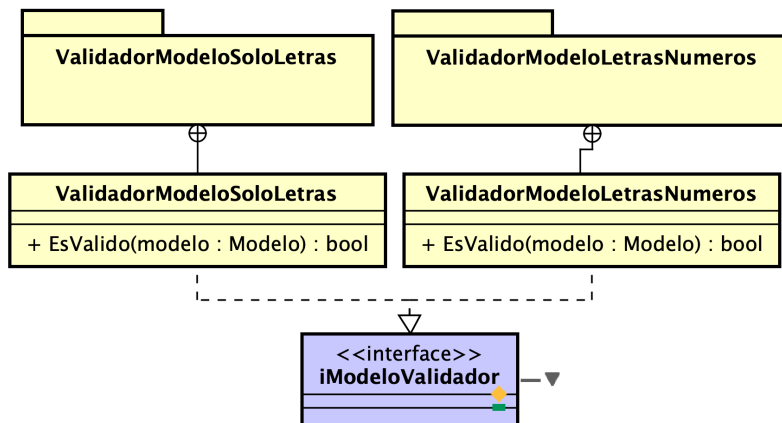 ValidadorModeloSoloLetras
ValidadorModeloLetrasNumeros
ValidadorModeloSoloLetras
+ EsValido(modelo : Modelo) : bool
ValidadorModeloLetrasNumeros
+ EsValido(modelo : Modelo) : bool
<<interface>>
iModeloValidador